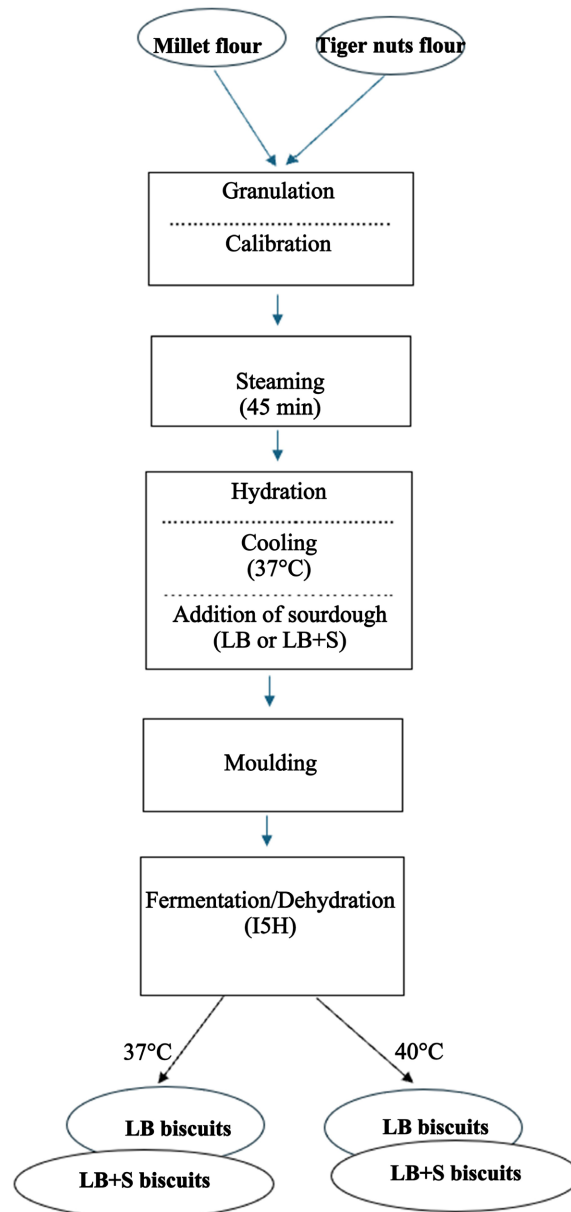 Millet flour
Tiger nuts flour
Granulation
Calibration
Steaming
(45 min)
Hydration
Cooling
(37°C)
Addition of sourdough
(LB or LB+S)
Moulding
Fermentation/Dehydration
(I5H)
37°C
40°C
LB biscuits
LB biscuits
LB+S biscuits
LB+S biscuits